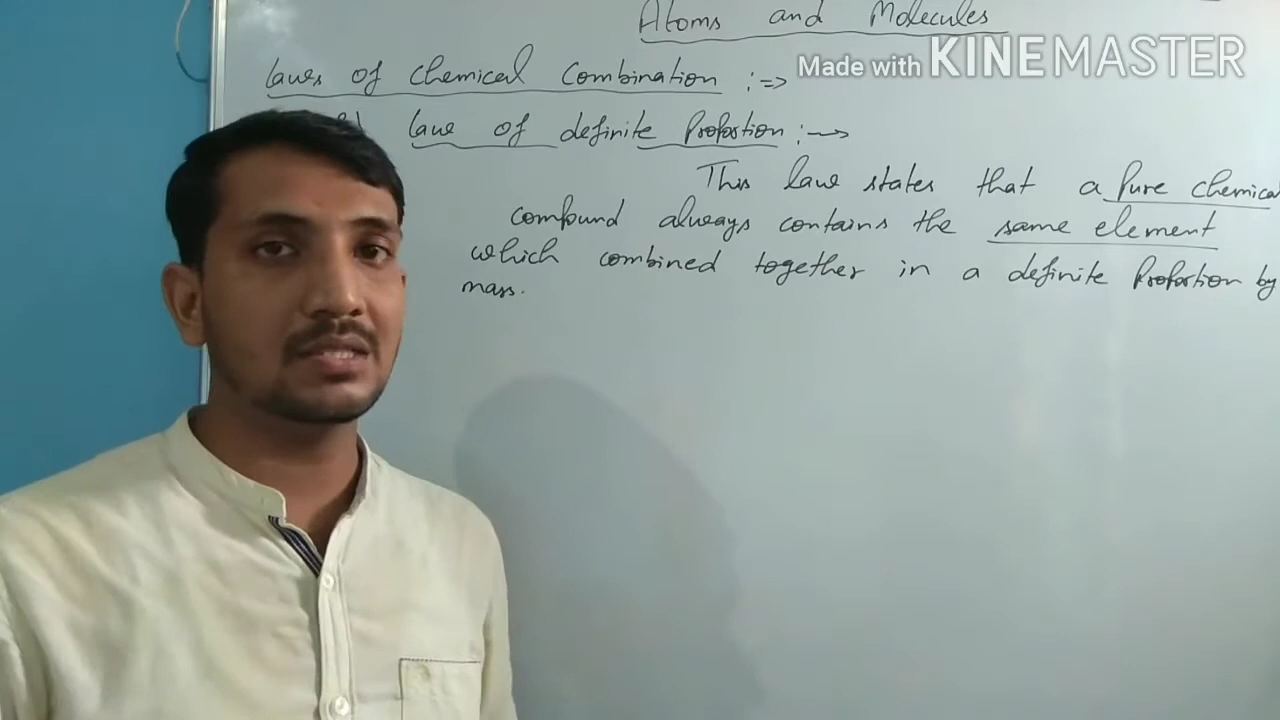 Atoms and Molecules
Made with KINEMASTER
laws of chemical Combination :=>
law of definite Proportion :->
This law states that a Pure chemical
compound always contains the same element
which combined together in a definite Proportion by
mass.